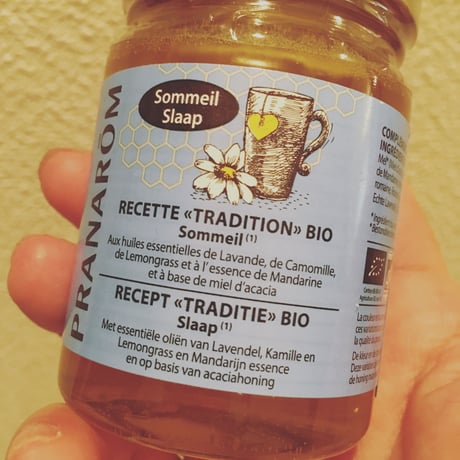 PRANAROM
Sommeil
Slaap
RECETTE «TRADITION» BIO
Sommeil (1)
Aux huiles essentielles de Lavande, de Camomille,
de Lemongrass et à l'essence de Mandarine
et à base de miel d'acacia
RECEPT «TRADITIE» BIO
Slaap (1)
Met essentiële oliën van Lavendel, Kamille en
Lemongrass en Mandarijn essence
en op basis van acaciahoning